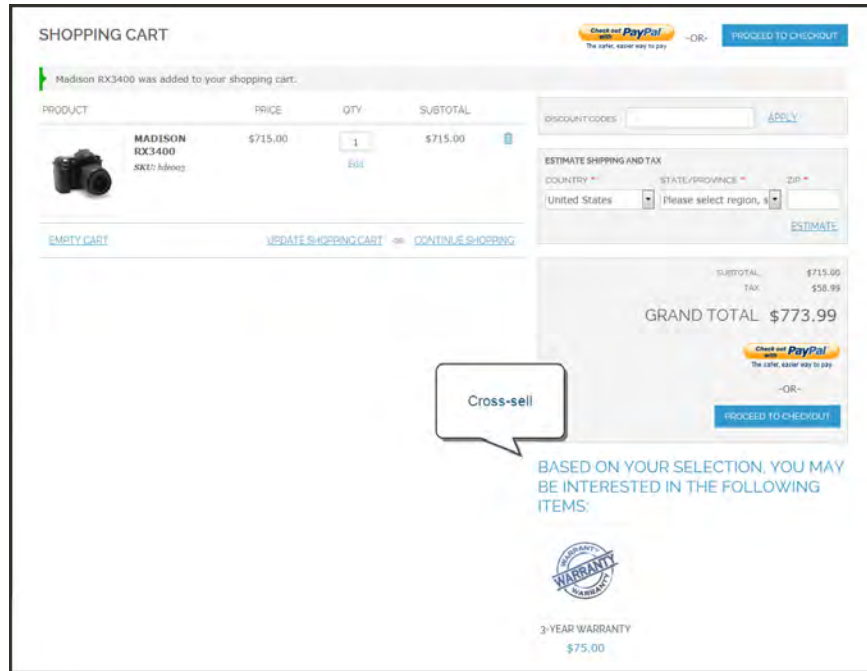 SHOPPING CART
Check out with PayPal
The safer, easier way to pay
-OR-
PROCEED TO CHECKOUT
Madison RX3400 was added to your shopping cart.
PRODUCT PRICE QTY SUBTOTAL
MADISON RX3400 $715.00 1 $715.00
SKU: hde003
Edit
EMPTY CART UPDATE SHOPPING CART OR CONTINUE SHOPPING
DISCOUNT CODES APPLY
ESTIMATE SHIPPING AND TAX
COUNTRY * STATE/PROVINCE * ZIP *
United States Please select region, s
ESTIMATE
SUBTOTAL $715.00
TAX $58.99
GRAND TOTAL $773.99
Check out with PayPal
The safer, easier way to pay
-OR-
PROCEED TO CHECKOUT
Cross-sell
BASED ON YOUR SELECTION, YOU MAY
BE INTERESTED IN THE FOLLOWING
ITEMS:
WARRANTY
WARRANTY
WARRANTY
3-YEAR WARRANTY
$75.00